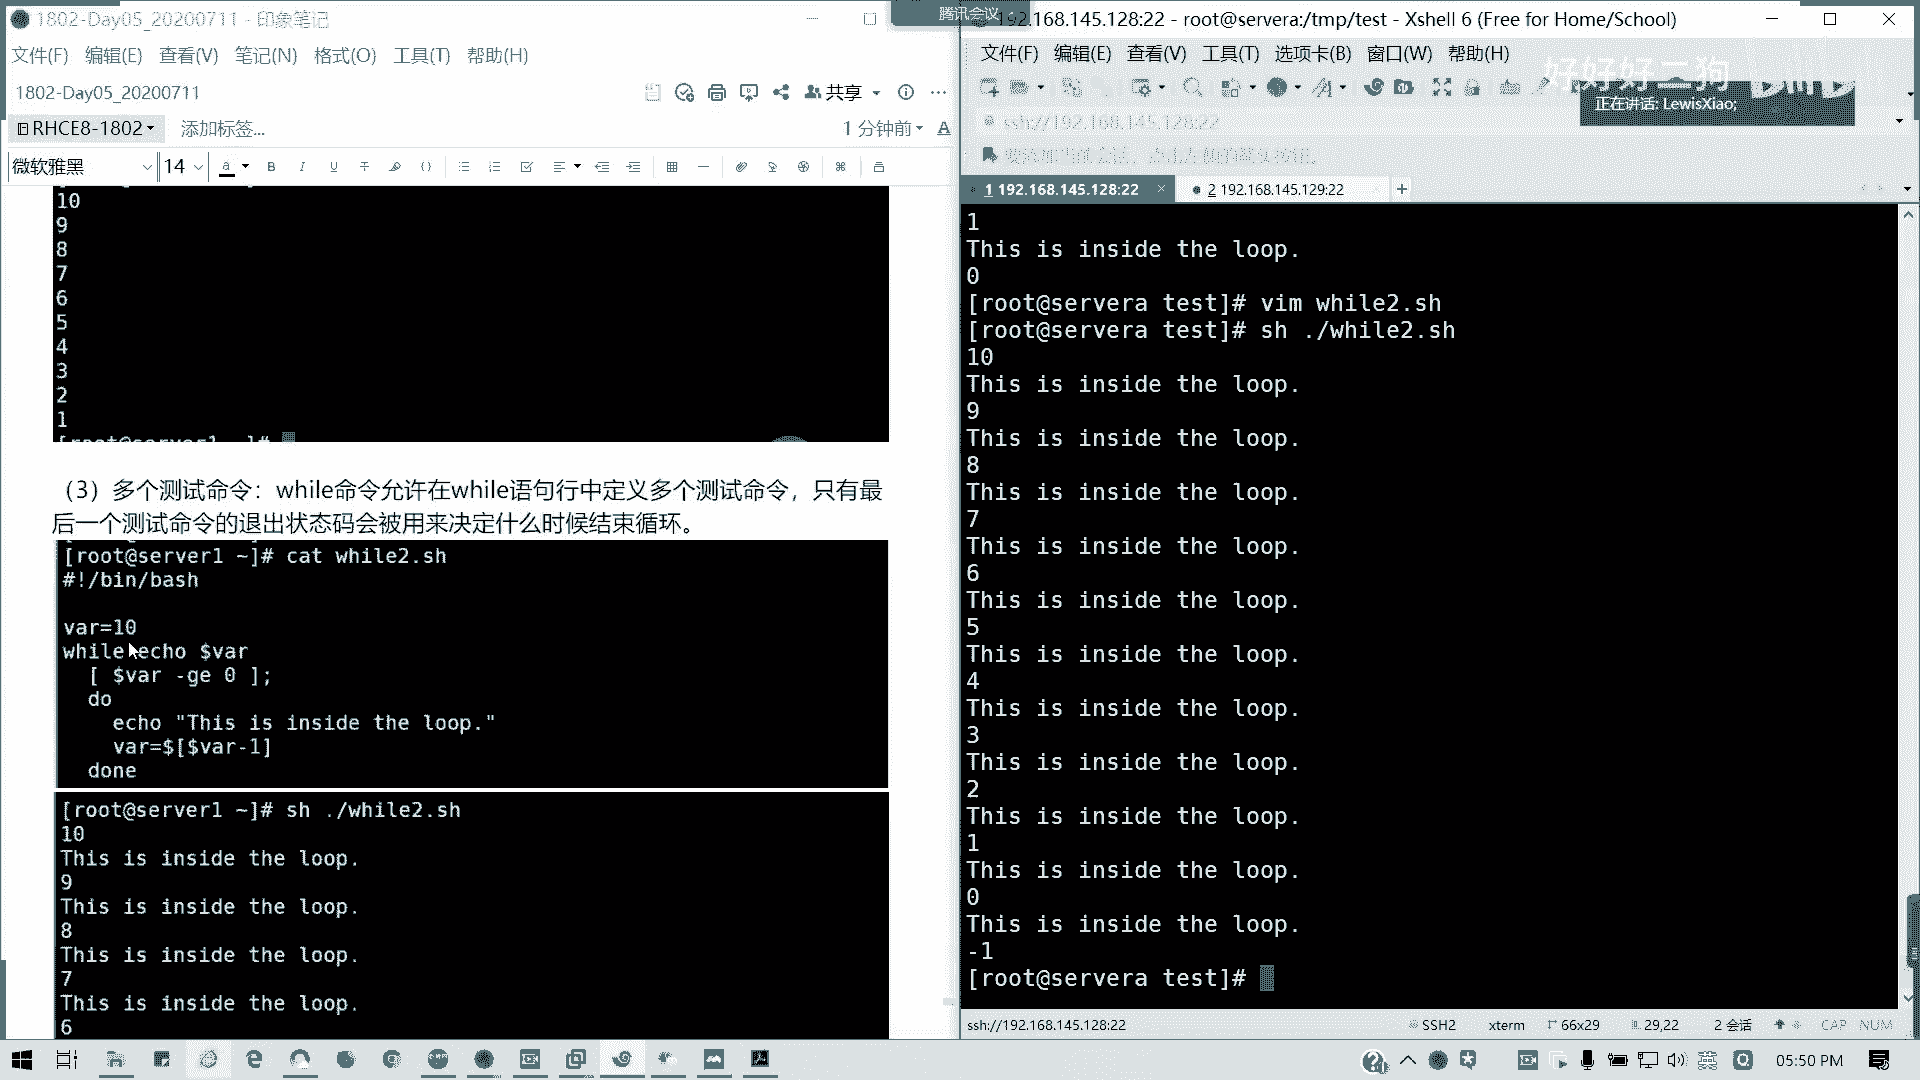 1802-Day05_20200711 - 印象笔记
文件(F) 编辑(E) 查看(V) 笔记(N) 格式(O) 工具(T) 帮助(H)
1802-Day05_20200711
共享
RHCE8-1802
添加标签...
1 分钟前
微软雅黑 14
10
9
8
7
6
5
4
3
2
1
[root@server1 ~]#
（3）多个测试命令：while命令允许在while语句行中定义多个测试命令，只有最
后一个测试命令的退出状态码会被用来决定什么时候结束循环。
[root@server1 ~]# cat while2.sh
#!/bin/bash
var=10
while echo $var
[ $var -ge 0 ];
do
echo "This is inside the loop."
var=$[$var-1]
done
[root@server1 ~]# sh ./while2.sh
10
This is inside the loop.
9
This is inside the loop.
8
This is inside the loop.
7
This is inside the loop.
6
腾讯会议
192.168.145.128:22 - root@servera:/tmp/test - Xshell 6 (Free for Home/School)
文件(F) 编辑(E) 查看(V) 工具(T) 选项卡(B) 窗口(W) 帮助(H)
好好好二狗
正在讲话: LewisXiao;
ssh://192.168.145.128:22
1 192.168.145.128:22
2 192.168.145.129:22
1
This is inside the loop.
0
[root@servera test]# vim while2.sh
[root@servera test]# sh ./while2.sh
10
This is inside the loop.
9
This is inside the loop.
8
This is inside the loop.
7
This is inside the loop.
6
This is inside the loop.
5
This is inside the loop.
4
This is inside the loop.
3
This is inside the loop.
2
This is inside the loop.
1
This is inside the loop.
0
This is inside the loop.
-1
[root@servera test]#
ssh://192.168.145.128:22 SSH2 xterm 66x29 29,22 2 会话 CAP NUM
英
05:50 PM